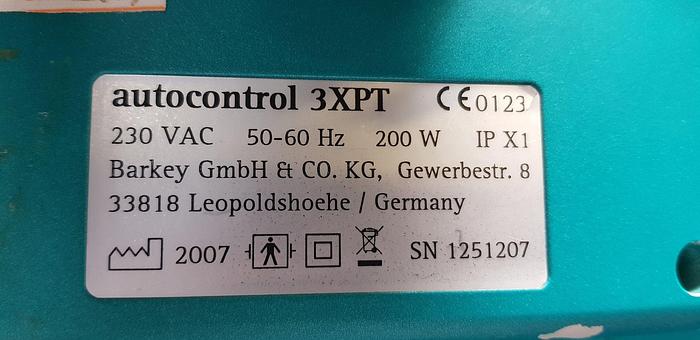 autocontrol 3XPT CE 0123
230 VAC 50-60 Hz 200 W IP X1
Barkey GmbH & CO. KG, Gewerbestr. 8
33818 Leopoldshoehe / Germany
2007 SN 1251207